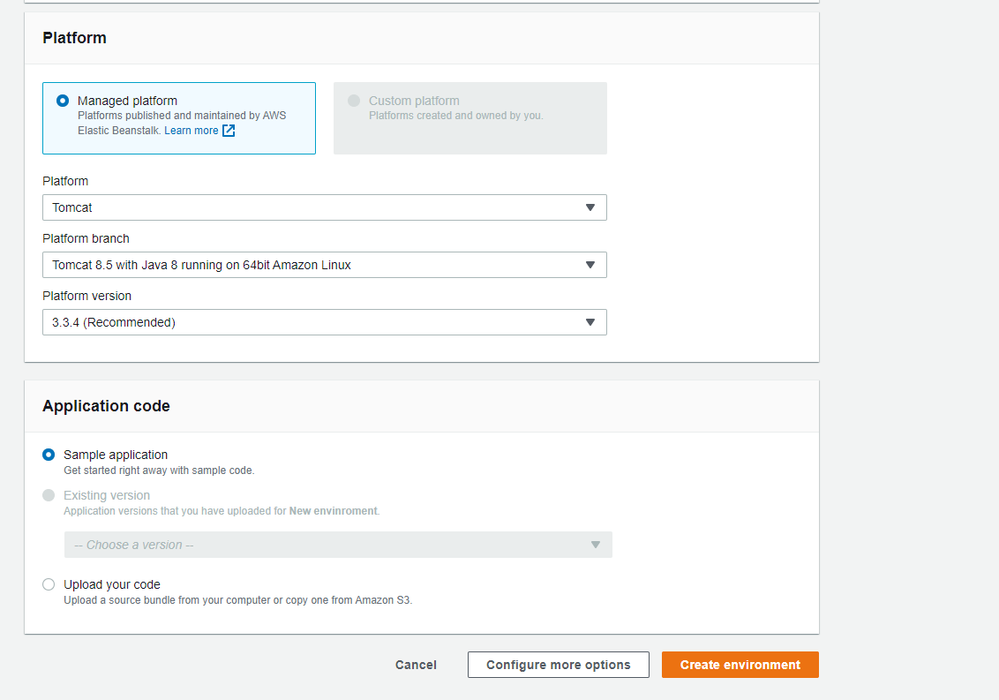 Platform
Managed platform
Platforms published and maintained by AWS
Elastic Beanstalk. Learn more
Custom platform
Platforms created and owned by you.
Platform
Tomcat
Platform branch
Tomcat 8.5 with Java 8 running on 64bit Amazon Linux
Platform version
3.3.4 (Recommended)
Application code
Sample application
Get started right away with sample code.
Existing version
Application versions that you have uploaded for New envinroment.
-- Choose a version --
Upload your code
Upload a source bundle from your computer or copy one from Amazon S3.
Cancel
Configure more options
Create environment